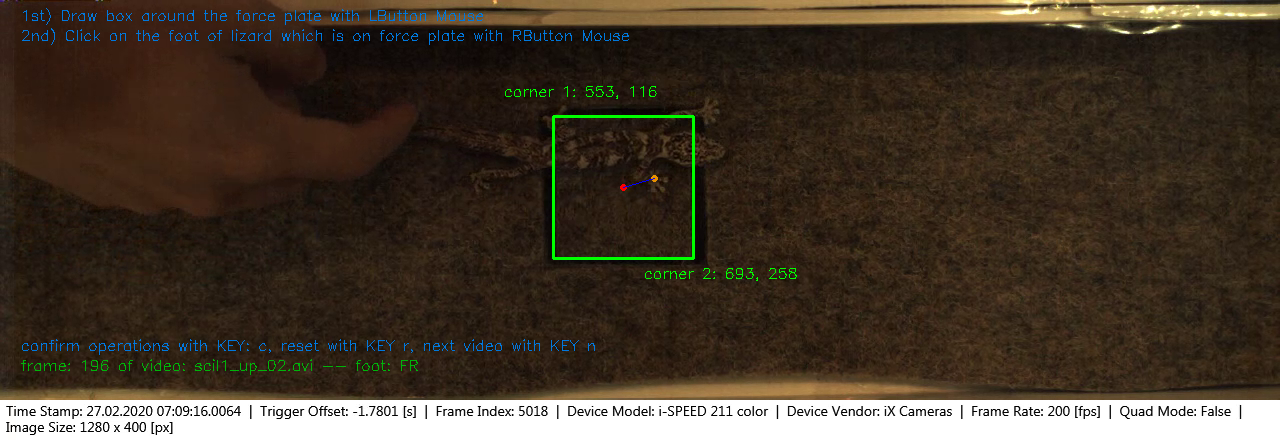 1st) Draw box around the force plate with LButton Mouse
2nd) Click on the foot of lizard which is on force plate with RButton Mouse
corner 1: 553, 116
corner 2: 693, 258
confirm operations with KEY: c, reset with KEY r, next video with KEY n
frame: 196 of video: scil1_up_02.avi -- foot: FR
Time Stamp: 27.02.2020 07:09:16.0064 | Trigger Offset: -1.7801 [s] | Frame Index: 5018 | Device Model: i-SPEED 211 color | Device Vendor: iX Cameras | Frame Rate: 200 [fps] | Quad Mode: False |
Image Size: 1280 x 400 [px]